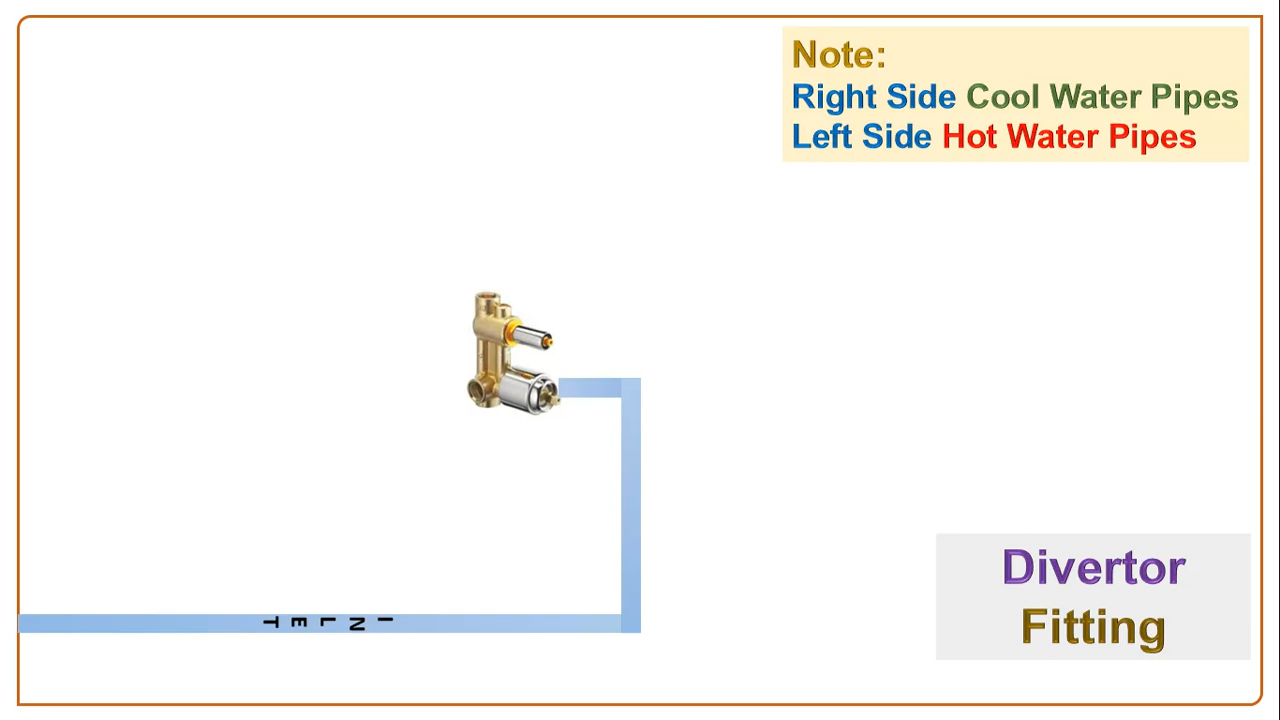 Note:
Right Side Cool Water Pipes
Left Side Hot Water Pipes
INLET
Divertor
Fitting